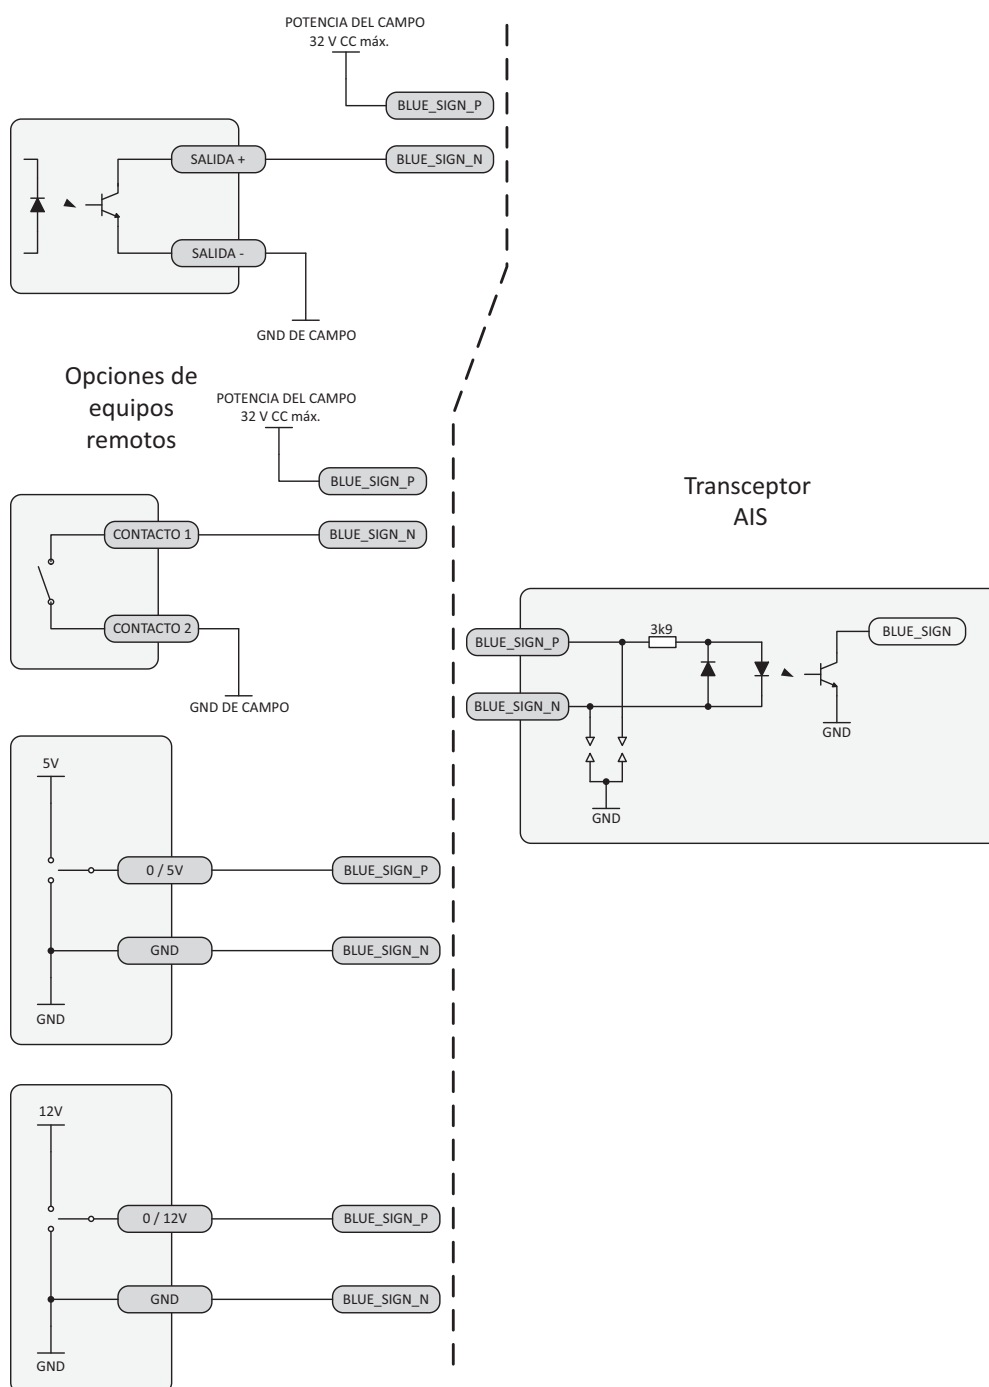 POTENCIA DEL CAMPO
32 V CC máx.
BLUE_SIGN_P
SALIDA +
BLUE_SIGN_N
SALIDA -
GND DE CAMPO
Opciones de
equipos
remotos
POTENCIA DEL CAMPO
32 V CC máx.
BLUE_SIGN_P
CONTACTO 1
BLUE_SIGN_N
CONTACTO 2
GND DE CAMPO
5V
0 / 5V
BLUE_SIGN_P
GND
BLUE_SIGN_N
GND
12V
0 / 12V
BLUE_SIGN_P
GND
BLUE_SIGN_N
GND
Transceptor
AIS
BLUE_SIGN_P
3k9
BLUE_SIGN
BLUE_SIGN_N
GND
GND